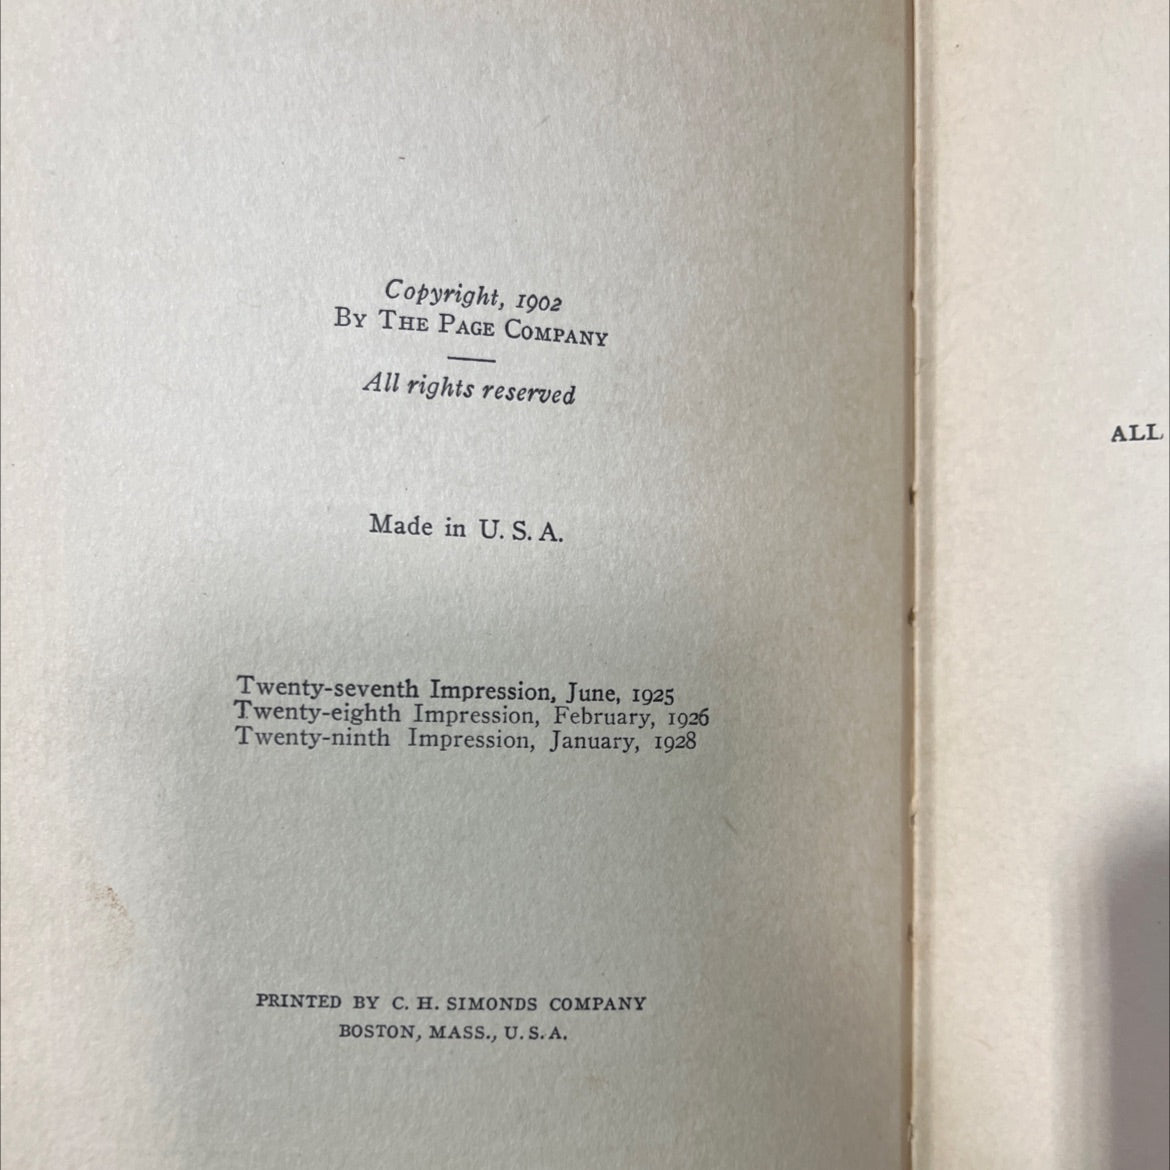 Copyright, 1902
By The Page Company
All rights reserved
Made in U. S. A.
Twenty-seventh Impression, June, 1925
Twenty-eighth Impression, February, 1926
Twenty-ninth Impression, January, 1928
PRINTED BY C. H. SIMONDS COMPANY
BOSTON, MASS., U. S. A.
ALL